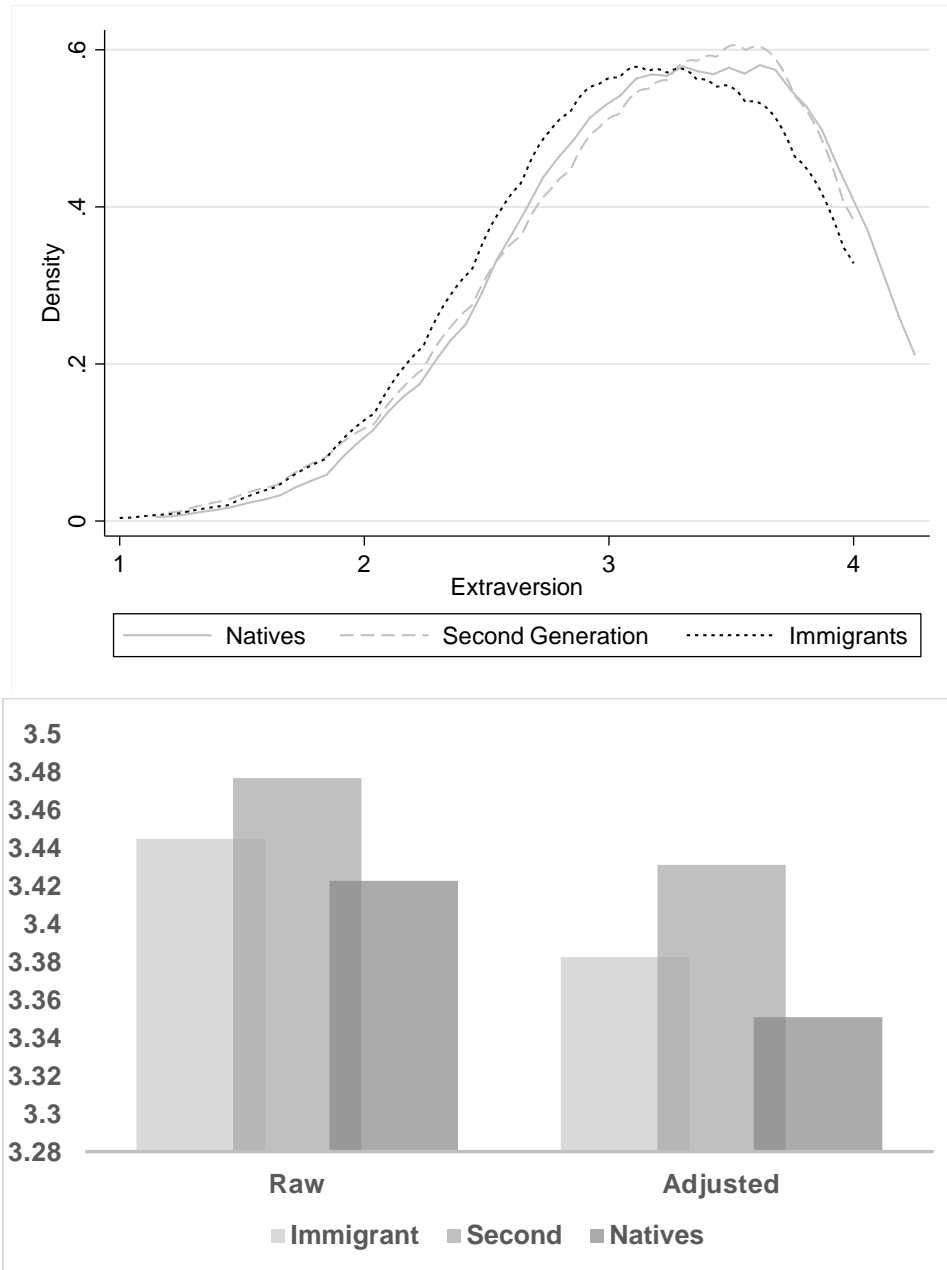 .6
.4
Density
.2
0
1 2 3 4
Extraversion
Natives Second Generation Immigrants
3.5
3.48
3.46
3.44
3.42
3.4
3.38
3.36
3.34
3.32
3.3
3.28
Raw Adjusted
Immigrant Second Natives